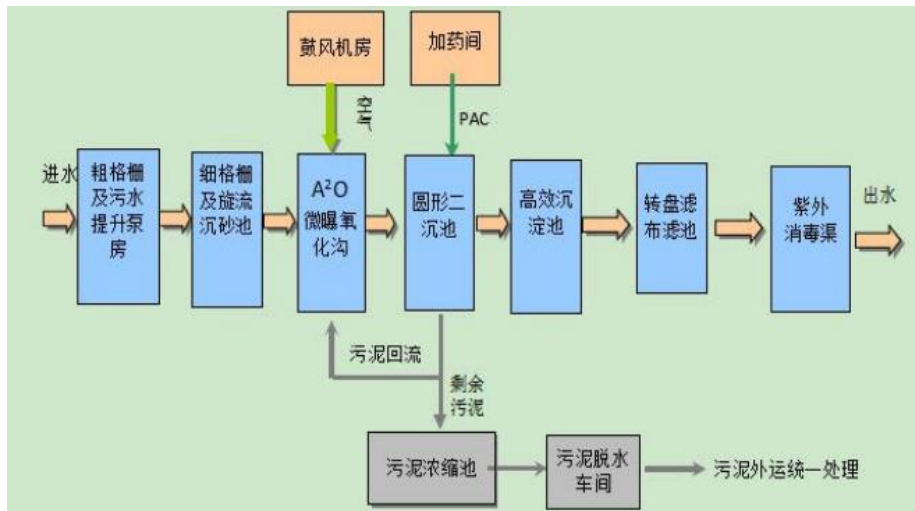 鼓风机房
加药间
空
气
PAC
进水
粗格栅
及污水
提升泵
房
细格栅
及旋流
沉砂池
A²O
微曝氧
化沟
圆形二
沉池
高效沉
淀池
转盘滤
布滤池
紫外
消毒渠
出水
污泥回流
剩余
污泥
污泥浓缩池
污泥脱水
车间
污泥外运统一处理